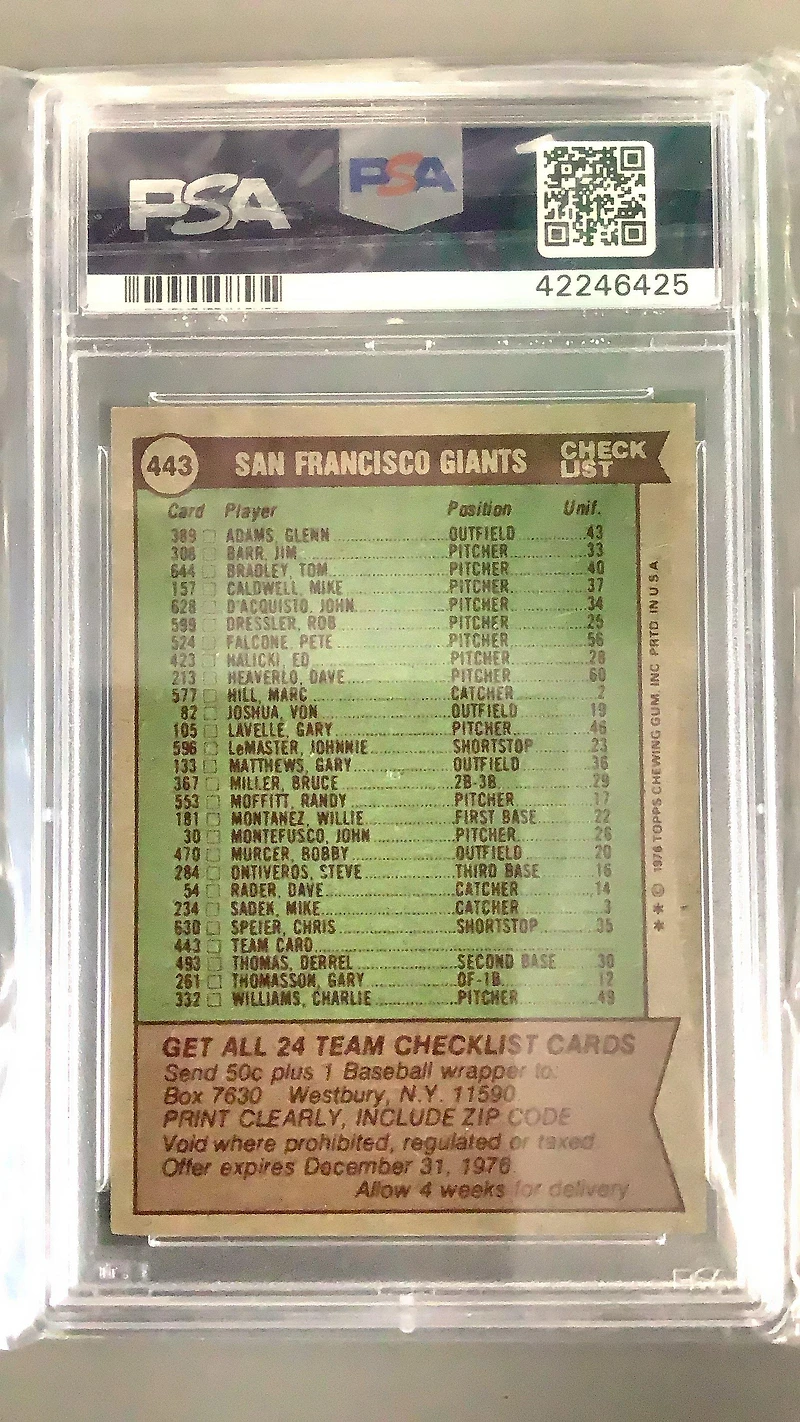 PSA PSA
42246425
443 SAN FRANCISCO GIANTS CHECK LIST
Card Player Position Unif.
389 ADAMS, GLENN OUTFIELD 43
308 BARR, JIM PITCHER 33
644 BRADLEY, TOM PITCHER 40
157 CALDWELL, MIKE PITCHER 37
628 D'ACQUISTO, JOHN PITCHER 34
599 DRESSLER, ROB PITCHER 25
524 FALCONE, PETE PITCHER 56
423 HALICKI, ED PITCHER 28
213 HEAVERLO, DAVE PITCHER 60
577 HILL, MARC CATCHER 2
82 JOSHUA, VON OUTFIELD 19
105 LAVELLE, GARY PITCHER 46
596 LeMASTER, JOHNNIE SHORTSTOP 23
133 MATTHEWS, GARY OUTFIELD 36
367 MILLER, BRUCE 2B-3B 29
553 MOFFITT, RANDY PITCHER 17
181 MONTANEZ, WILLIE FIRST BASE 22
30 MONTEFUSCO, JOHN PITCHER 26
470 MURCER, BOBBY OUTFIELD 20
284 ONTIVEROS, STEVE THIRD BASE 16
54 RADER, DAVE CATCHER 14
234 SADEK, MIKE CATCHER 3
630 SPEIER, CHRIS SHORTSTOP 35
443 TEAM CARD
493 THOMAS, DERREL SECOND BASE 30
261 THOMASSON, GARY OF-1B 12
332 WILLIAMS, CHARLIE PITCHER 49
* * © 1976 TOPPS CHEWING GUM, INC. PRTD. IN U.S.A.
GET ALL 24 TEAM CHECKLIST CARDS
Send 50c plus 1 Baseball wrapper to:
Box 7630 Westbury, N.Y. 11590
PRINT CLEARLY, INCLUDE ZIP CODE
Void where prohibited, regulated or taxed
Offer expires December 31, 1976
Allow 4 weeks for delivery